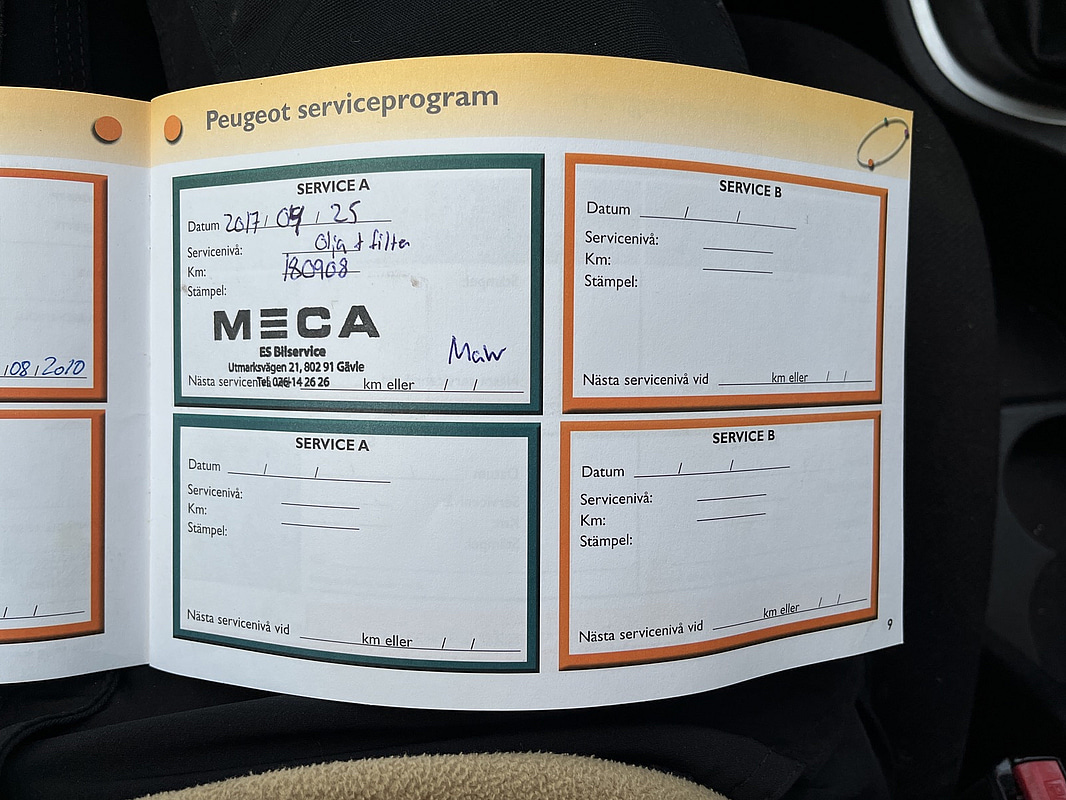 Peugeot serviceprogram
,08,2010
/ /
SERVICE A
Datum 2017 / 09 / 25
Servicenivå: Olja + filter
Km: 180908
Stämpel:
MECA
ES Bilservice
Utmarksvägen 21, 802 91 Gävle
Tel. 026-14 26 26
Maw
Nästa servicenivå vid km eller / /
SERVICE B
Datum / /
Servicenivå:
Km:
Stämpel:
Nästa servicenivå vid km eller / /
SERVICE A
Datum / /
Servicenivå:
Km:
Stämpel:
Nästa servicenivå vid km eller / /
SERVICE B
Datum / /
Servicenivå:
Km:
Stämpel:
Nästa servicenivå vid km eller / /
9